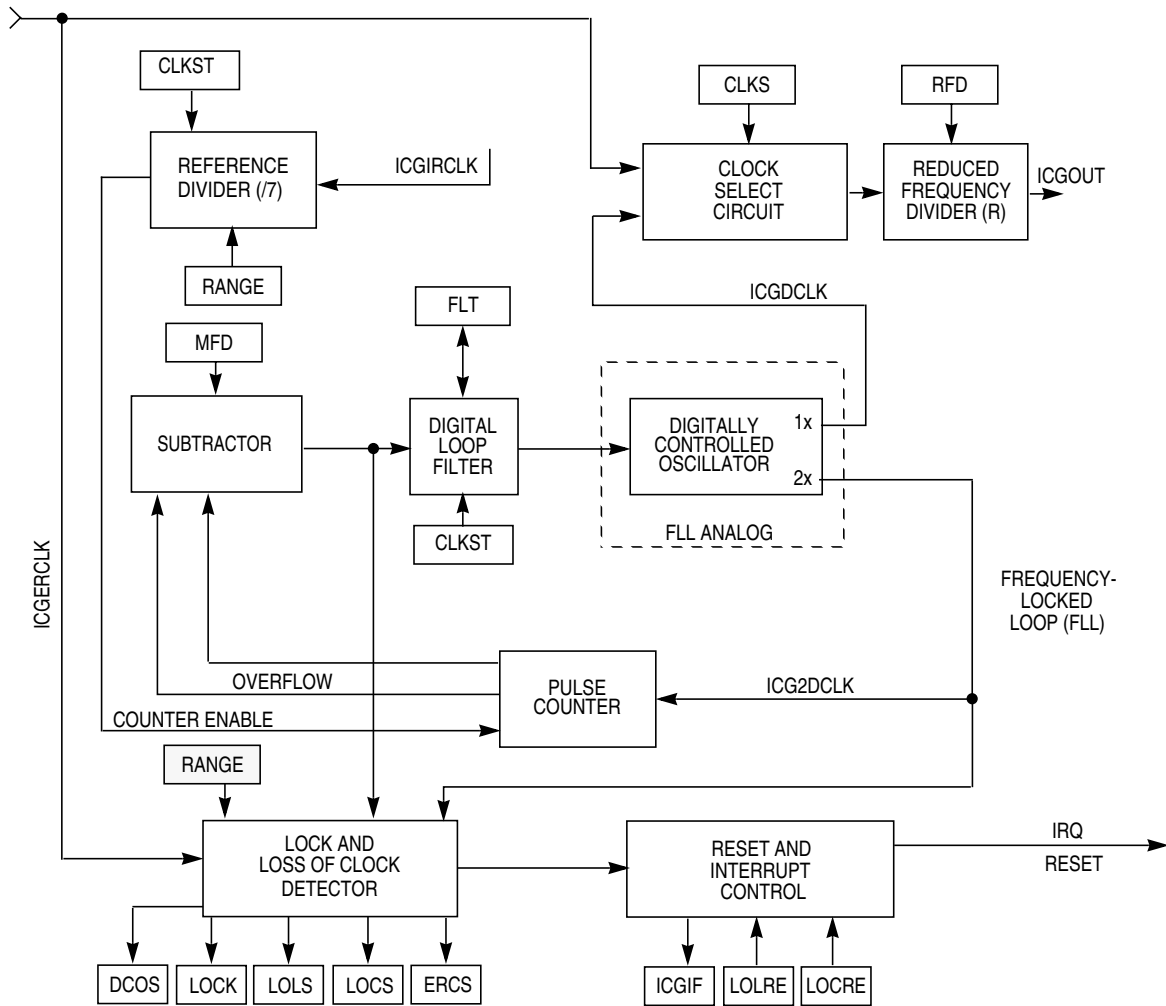 CLKST
CLKS
RFD
REFERENCE
DIVIDER (/7)
ICGIRCLK
CLOCK
SELECT
CIRCUIT
REDUCED
FREQUENCY
DIVIDER (R)
ICGOUT
RANGE
ICGDCLK
FLT
MFD
SUBTRACTOR
DIGITAL
LOOP
FILTER
DIGITALLY
CONTROLLED
OSCILLATOR
1x
2x
CLKST
FLL ANALOG
ICGERCLK
FREQUENCY-
LOCKED
LOOP (FLL)
OVERFLOW
PULSE
COUNTER
ICG2DCLK
COUNTER ENABLE
RANGE
LOCK AND
LOSS OF CLOCK
DETECTOR
RESET AND
INTERRUPT
CONTROL
IRQ
RESET
DCOS
LOCK
LOLS
LOCS
ERCS
ICGIF
LOLRE
LOCRE